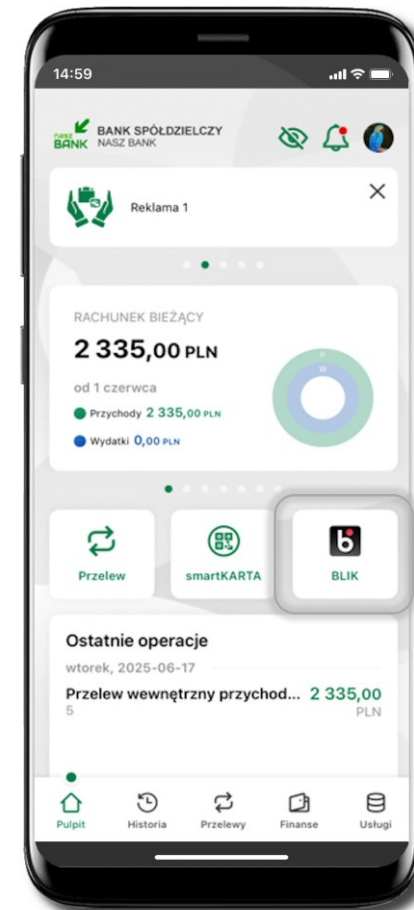 14:59
nasz BANK
BANK SPÓŁDZIELCZY
NASZ BANK
Reklama 1
RACHUNEK BIEŻĄCY
2 335,00 PLN
od 1 czerwca
Przychody 2 335,00 PLN
Wydatki 0,00 PLN
P
W
Przelew
smartKARTA
BLIK
Ostatnie operacje
wtorek, 2025-06-17
Przelew wewnętrzny przychod... 2 335,00
5 PLN
Pulpit Historia Przelewy Finanse Usługi